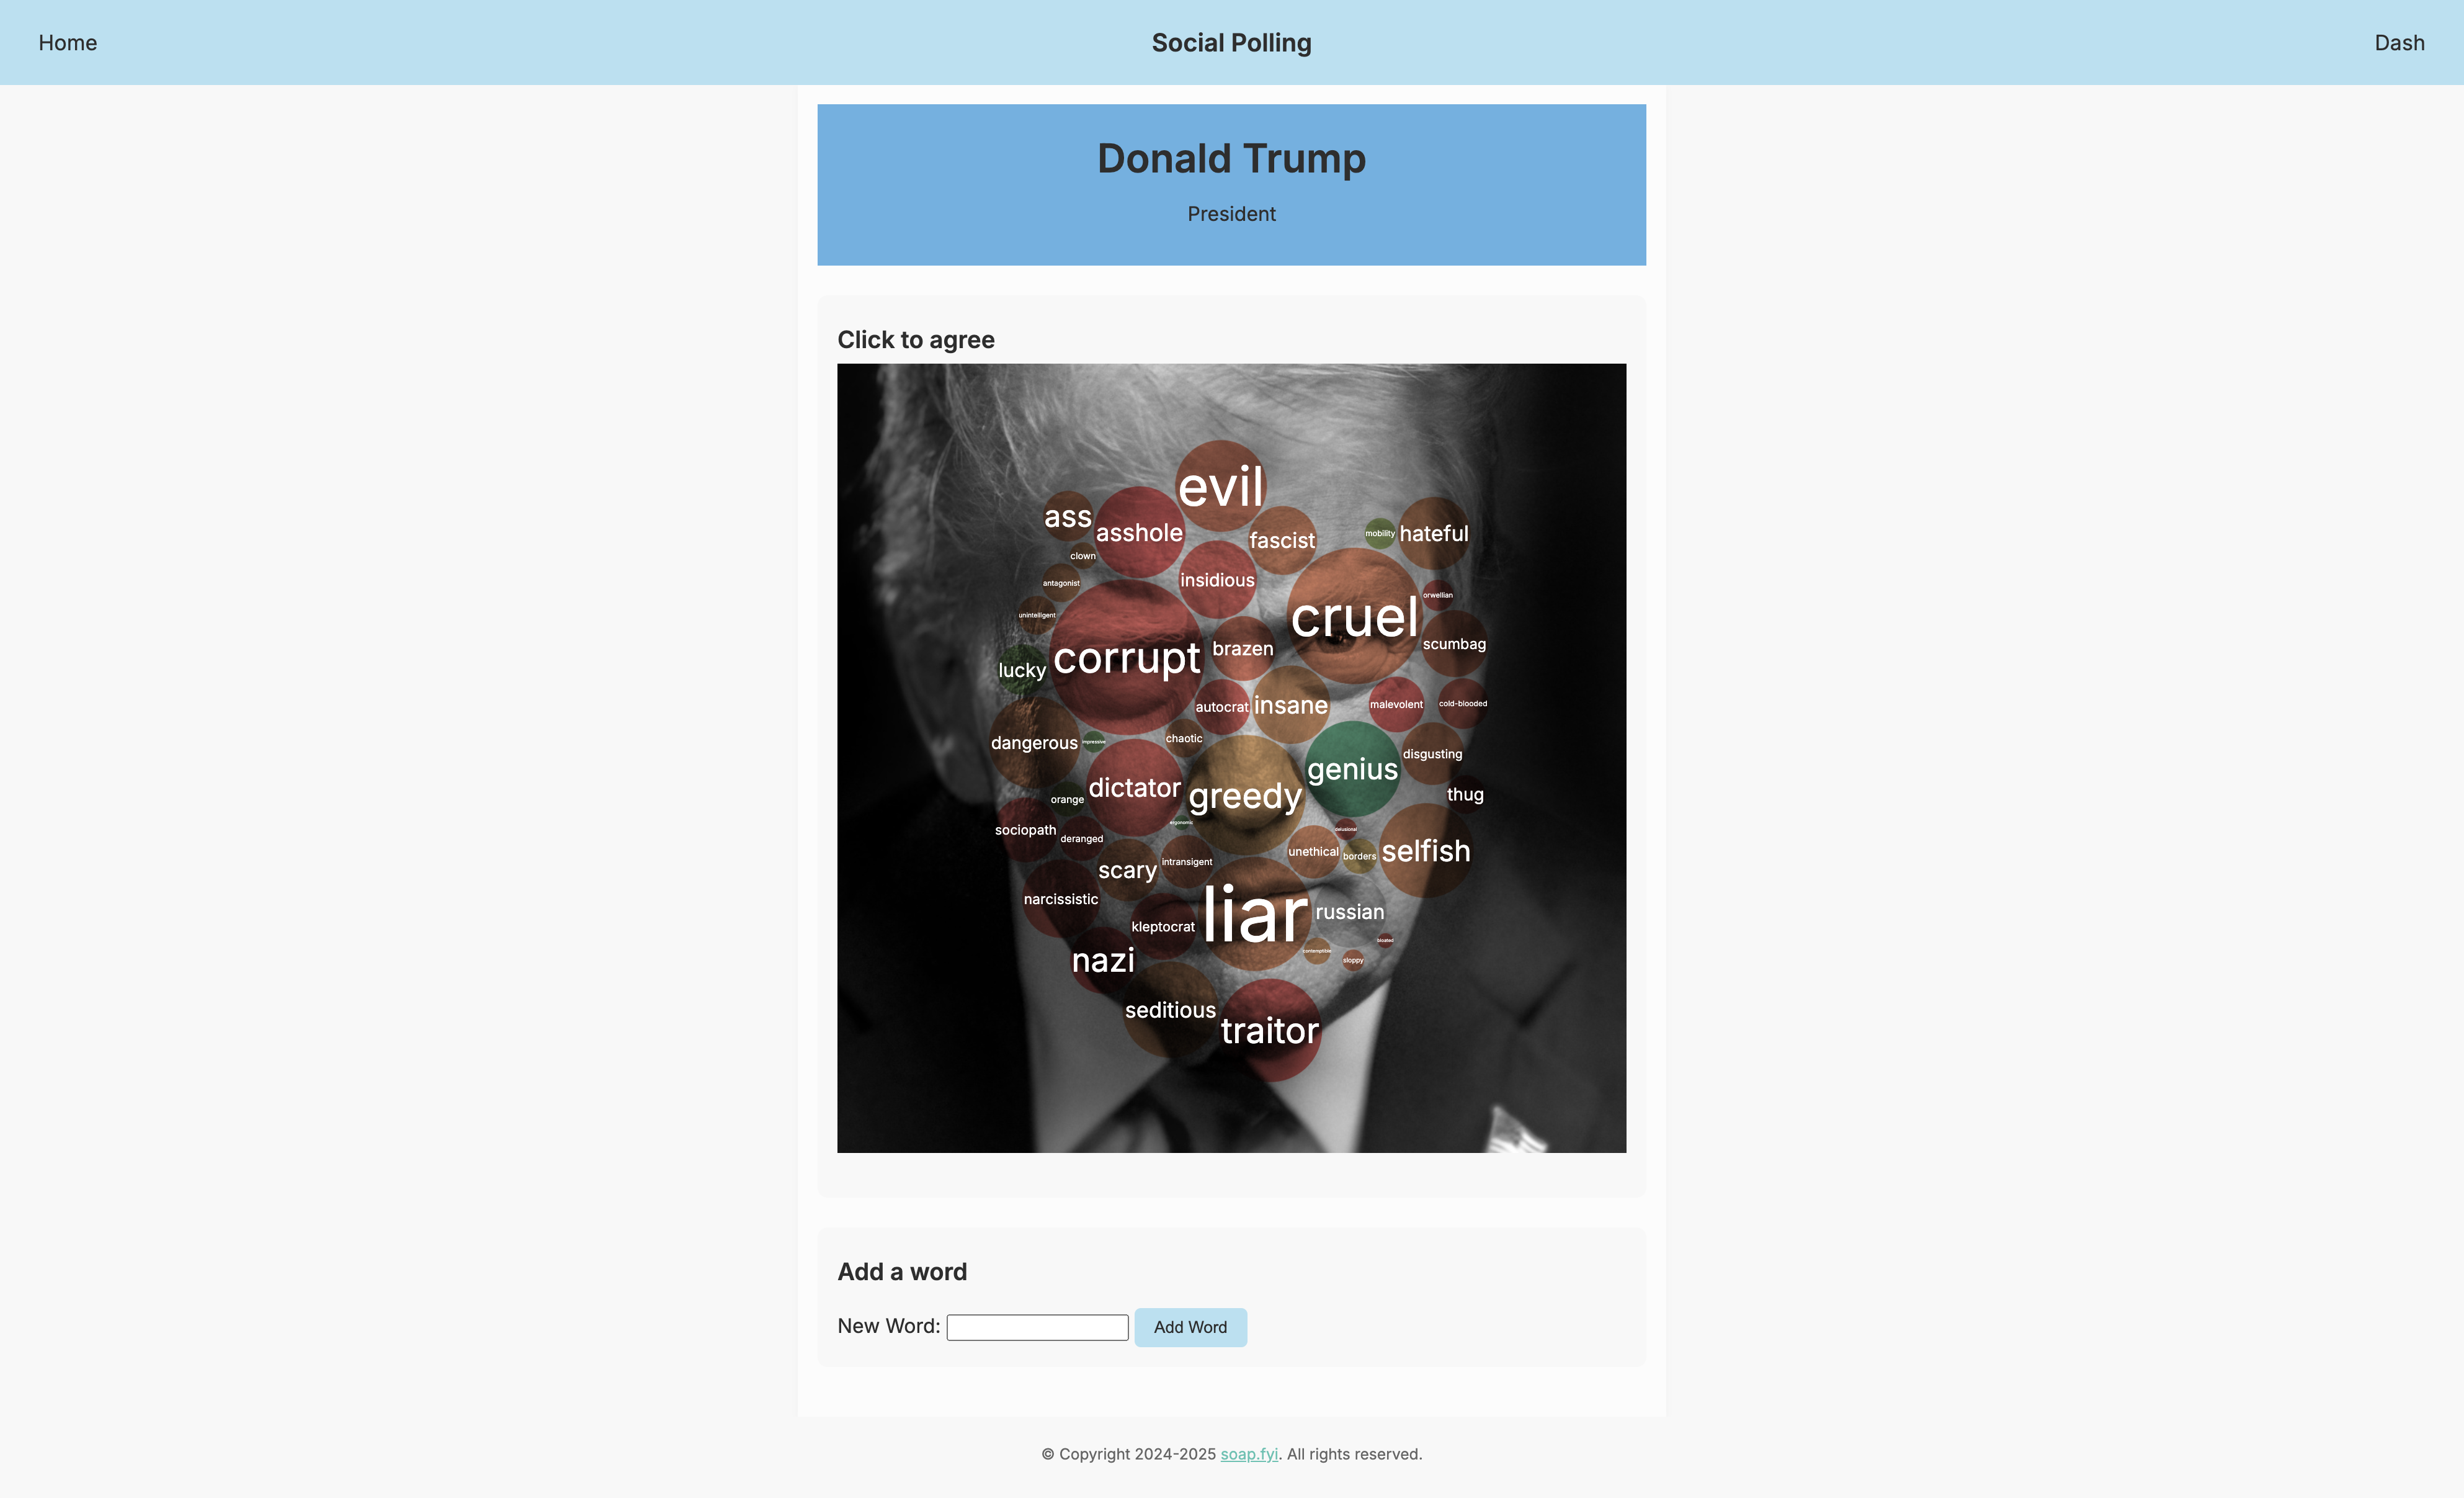 Home
Social Polling
Dash
Donald Trump
President
Click to agree
evil
ass
asshole
fascist
mobility
hateful
clown
insidious
antagonist
orwellian
unintelligent
cruel
scumbag
corrupt
brazen
lucky
autocrat
insane
malevolent
cold-blooded
dangerous
impressive
chaotic
disgusting
genius
dictator
greedy
thug
orange
ergonomic
sociopath
delusional
deranged
unethical
borders
selfish
scary
intransigent
narcissistic
liar
russian
kleptocrat
bloated
contemptible
sloppy
nazi
seditious
traitor
Add a word
New Word:
Add Word
© Copyright 2024-2025 soap.fyi. All rights reserved.